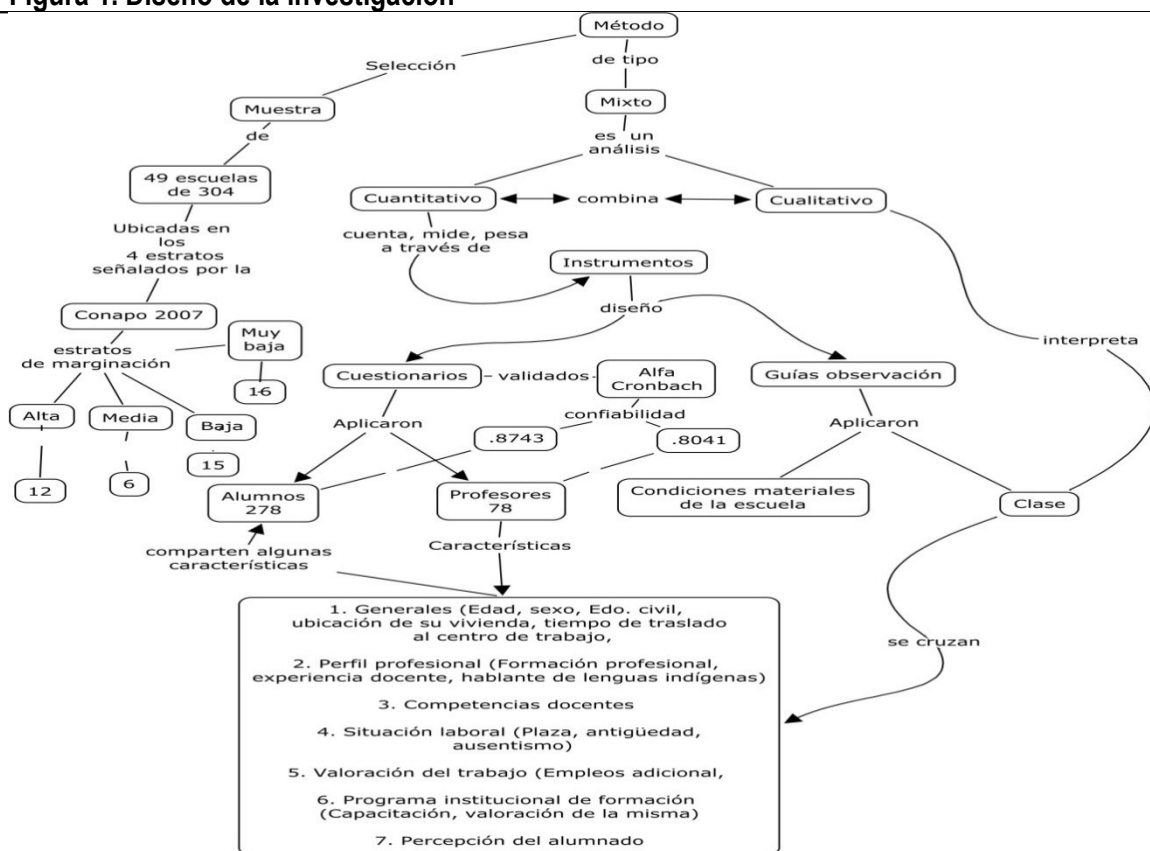 Figura 1. Diseño de la investigación
Método
Selección
de tipo
Muestra
Mixto
de
es un
análisis
49 escuelas
de 304
Cuantitativo
combina
Cualitativo
Ubicadas en
los
4 estratos
señalados por la
cuenta, mide, pesa
a través de
Instrumentos
diseño
Conapo 2007
Muy
baja
interpreta
estratos
de marginación
16
Cuestionarios
validados
Alfa
Cronbach
Guías observación
Alta
Media
Baja
Aplicaron
confiabilidad
Aplicaron
.8743
.8041
12
6
15
Alumnos
278
Profesores
78
Condiciones materiales
de la escuela
Clase
comparten algunas
características
Características
1. Generales (Edad, sexo, Edo. civil,
ubicación de su vivienda, tiempo de traslado
al centro de trabajo,
2. Perfil profesional (Formación profesional,
experiencia docente, hablante de lenguas indígenas)
3. Competencias docentes
4. Situación laboral (Plaza, antigüedad,
ausentismo)
5. Valoración del trabajo (Empleos adicional,
6. Programa institucional de formación
(Capacitación, valoración de la misma)
7. Percepción del alumnado
se cruzan